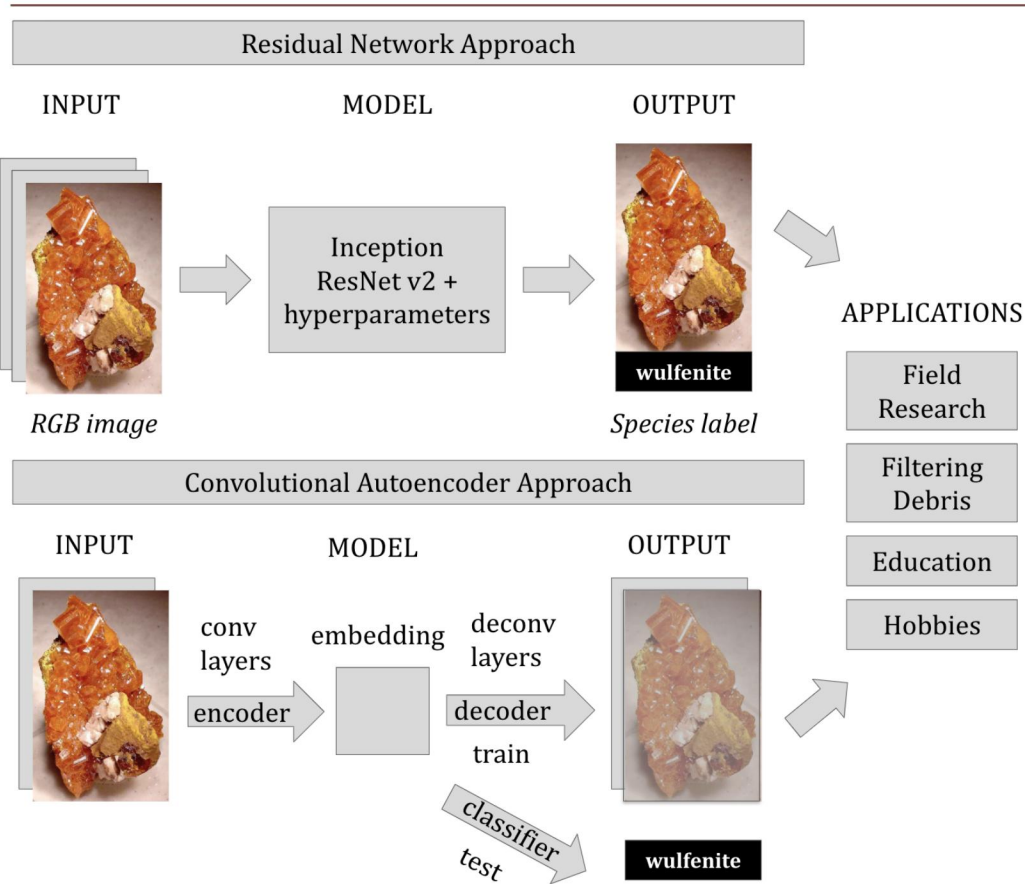 Residual Network Approach
INPUT
MODEL
OUTPUT
Inception
ResNet v2 +
hyperparameters
wulfenite
RGB image
Species label
APPLICATIONS
Field
Research
Filtering
Debris
Education
Hobbies
Convolutional Autoencoder Approach
INPUT
MODEL
OUTPUT
conv
layers
encoder
embedding
deconv
layers
decoder
train
classifier
test
wulfenite